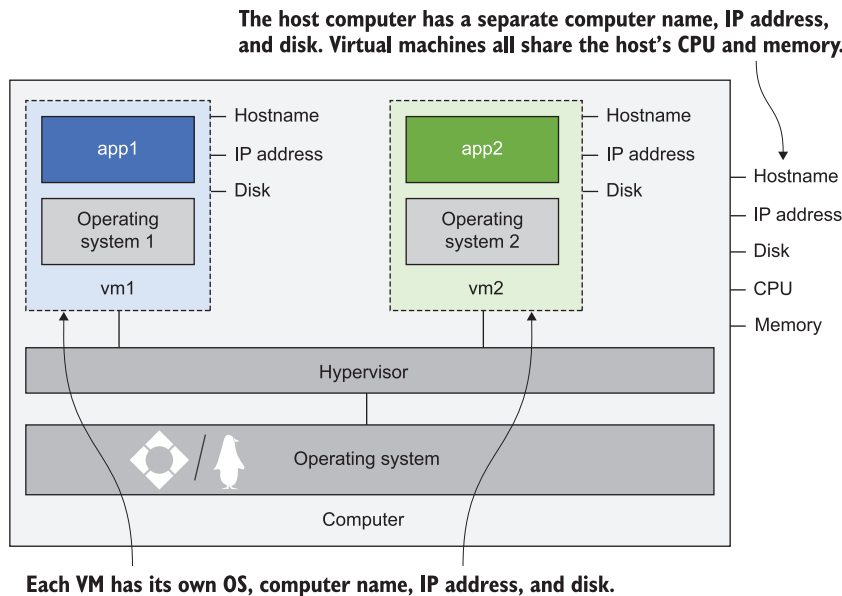 The host computer has a separate computer name, IP address,
and disk. Virtual machines all share the host's CPU and memory.
app1
Operating
system 1
vm1
Hostname
IP address
Disk
app2
Operating
system 2
vm2
Hostname
IP address
Disk
Hostname
IP address
Disk
CPU
Memory
Hypervisor
Operating system
Computer
Each VM has its own OS, computer name, IP address, and disk.